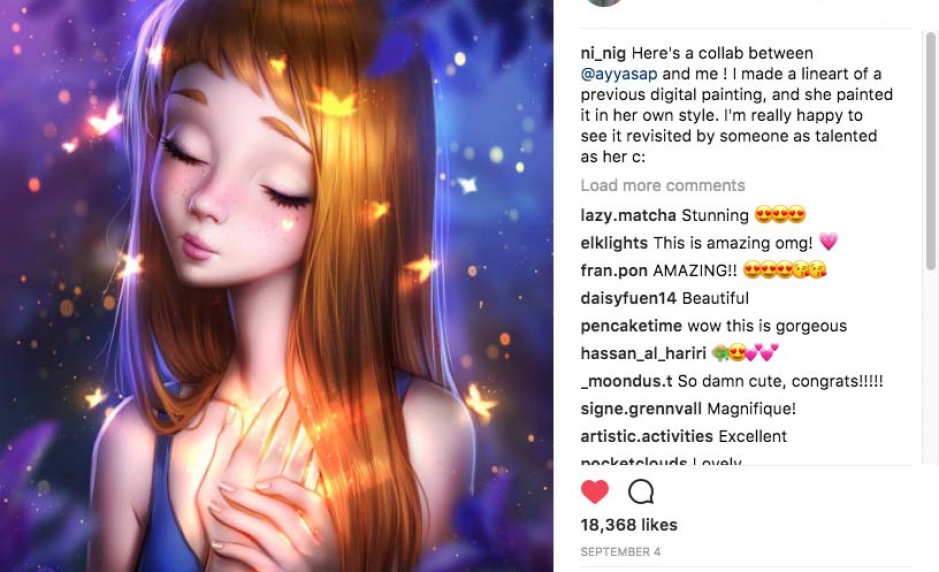 ni_nig Here's a collab between
@ayyasap and me ! I made a lineart of a
previous digital painting, and she painted
it in her own style. I'm really happy to
see it revisited by someone as talented
as her c:
Load more comments
lazy.matcha Stunning 😍😍😍
elklights This is amazing omg! 💗
fran.pon AMAZING!! 😍😍😍😘😘
daisyfuen14 Beautiful
pencaketime wow this is gorgeous
hassan_al_hariri 😍💕💕
_moondus.t So damn cute, congrats!!!!!
signe.grennvall Magnifique!
artistic.activities Excellent
pocketclouds Lovely
18,368 likes
SEPTEMBER 4